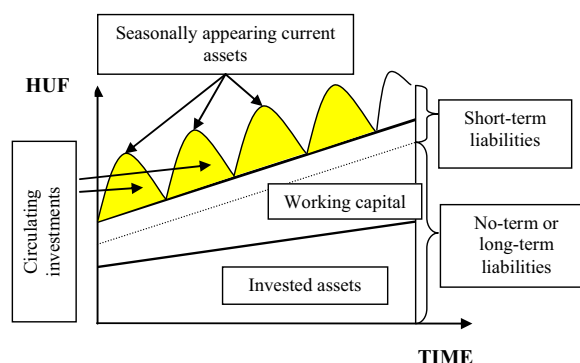 Seasonally appearing current
assets
HUF
Circulating
investments
Short-term
liabilities
Working capital
No-term or
long-term
liabilities
Invested assets
TIME